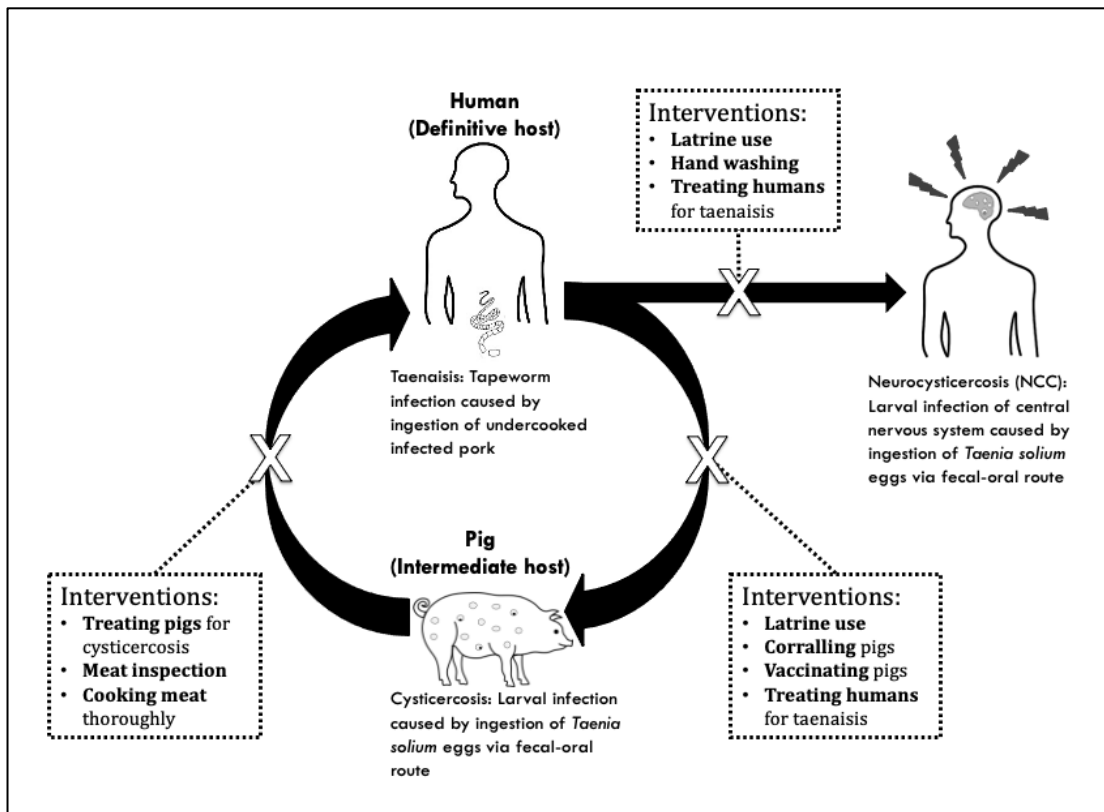 Human
(Definitive host)
Taenaisis: Tapeworm
infection caused by
ingestion of undercooked
infected pork
Interventions:
• Latrine use
• Hand washing
• Treating humans
for taenaisis
Neurocysticercosis (NCC):
Larval infection of central
nervous system caused by
ingestion of Taenia solium
eggs via fecal-oral route
X
X
X
Pig
(Intermediate host)
Cysticercosis: Larval infection
caused by ingestion of Taenia
solium eggs via fecal-oral
route
Interventions:
• Treating pigs for
cysticercosis
• Meat inspection
• Cooking meat
thoroughly
Interventions:
• Latrine use
• Corralling pigs
• Vaccinating pigs
• Treating humans
for taenaisis